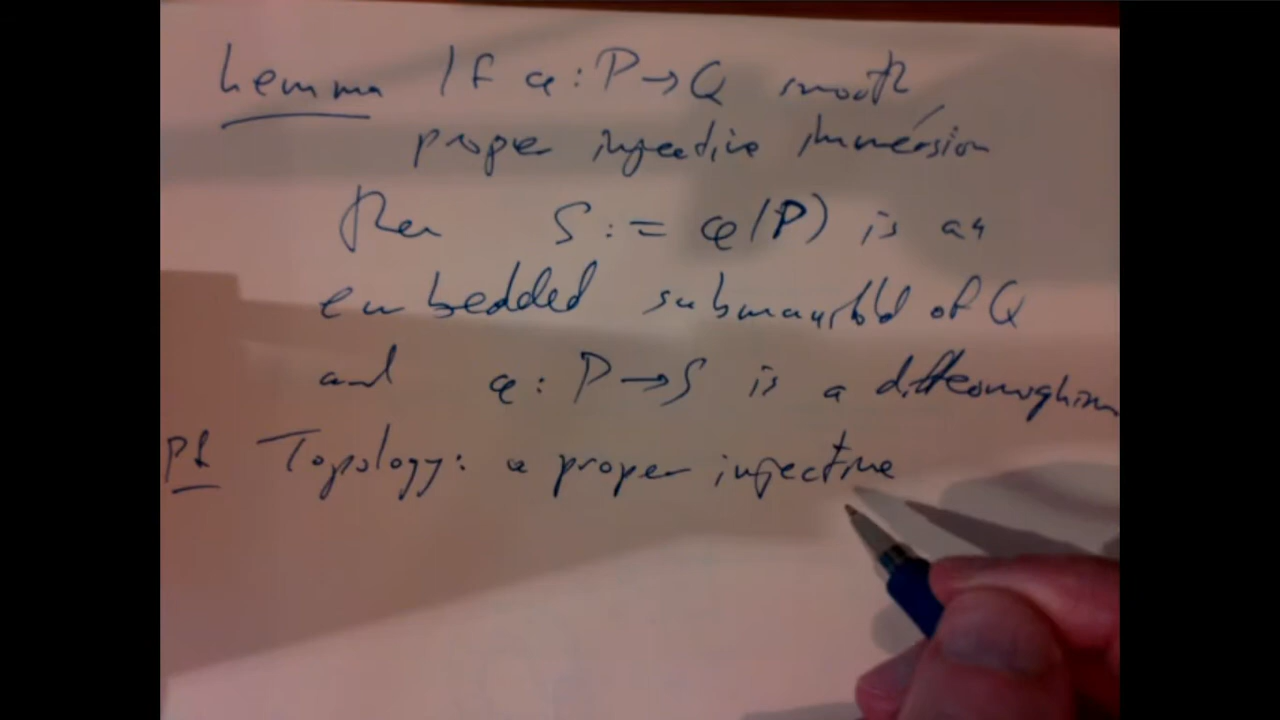 Lemma If φ: P→Q smooth,
proper injective immersion
then S := φ(P) is an
embedded submanifold of Q
and φ: P→S is a diffeomorphism
Pf Topology: a proper injective